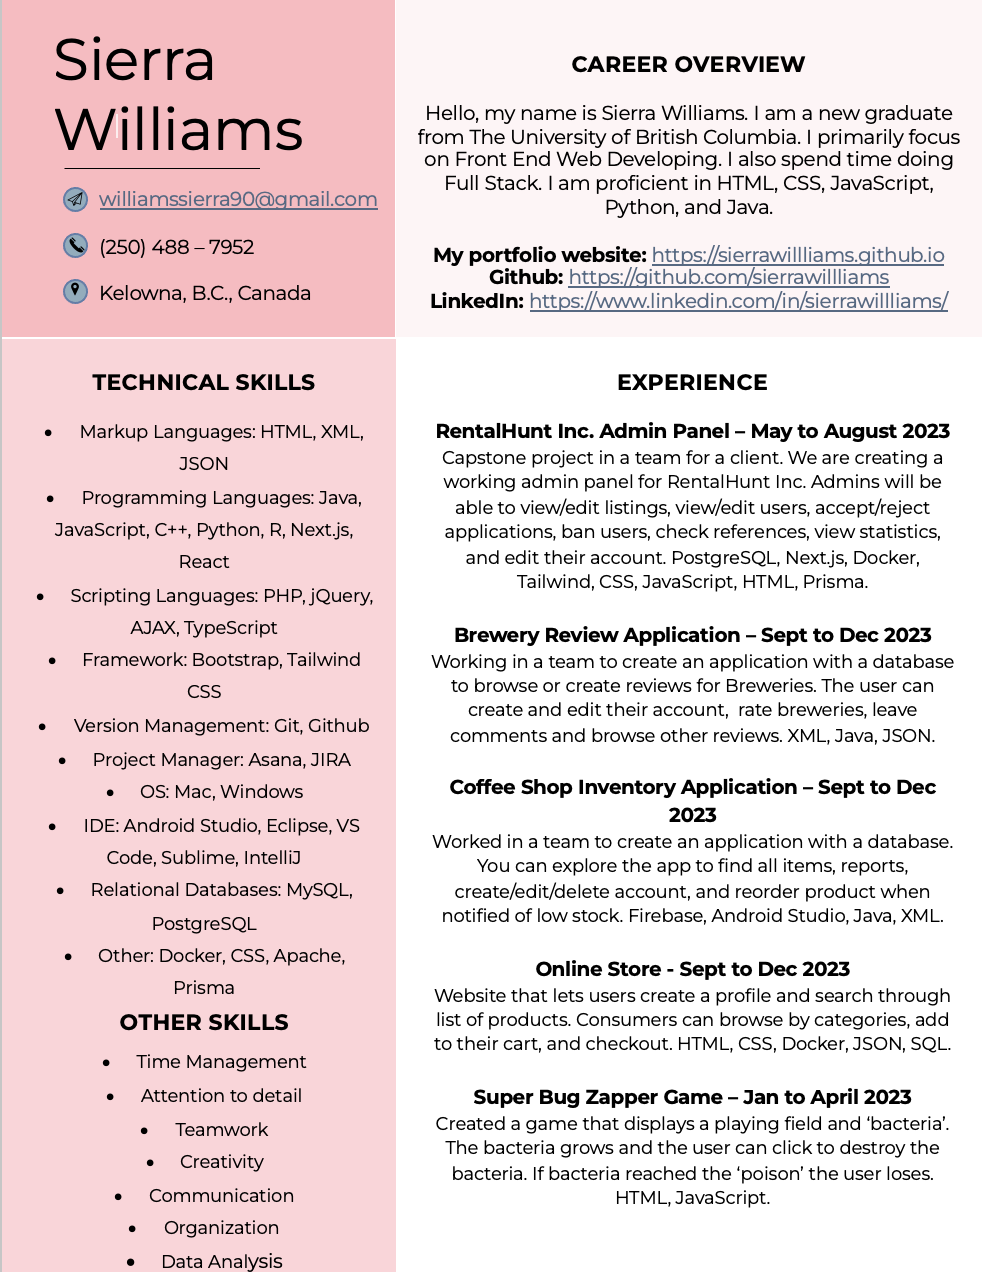 Sierra
Williams
williamssierra90@gmail.com
(250) 488 – 7952
Kelowna, B.C., Canada
CAREER OVERVIEW
Hello, my name is Sierra Williams. I am a new graduate
from The University of British Columbia. I primarily focus
on Front End Web Developing. I also spend time doing
Full Stack. I am proficient in HTML, CSS, JavaScript,
Python, and Java.
My portfolio website: https://sierrawillliams.github.io
Github: https://github.com/sierrawillliams
LinkedIn: https://www.linkedin.com/in/sierrawillliams/
TECHNICAL SKILLS
• Markup Languages: HTML, XML,
JSON
• Programming Languages: Java,
JavaScript, C++, Python, R, Next.js,
React
• Scripting Languages: PHP, jQuery,
AJAX, TypeScript
• Framework: Bootstrap, Tailwind
CSS
• Version Management: Git, Github
• Project Manager: Asana, JIRA
• OS: Mac, Windows
• IDE: Android Studio, Eclipse, VS
Code, Sublime, IntelliJ
• Relational Databases: MySQL,
PostgreSQL
• Other: Docker, CSS, Apache,
Prisma
OTHER SKILLS
• Time Management
• Attention to detail
• Teamwork
• Creativity
• Communication
• Organization
• Data Analysis
EXPERIENCE
RentalHunt Inc. Admin Panel – May to August 2023
Capstone project in a team for a client. We are creating a
working admin panel for RentalHunt Inc. Admins will be
able to view/edit listings, view/edit users, accept/reject
applications, ban users, check references, view statistics,
and edit their account. PostgreSQL, Next.js, Docker,
Tailwind, CSS, JavaScript, HTML, Prisma.
Brewery Review Application – Sept to Dec 2023
Working in a team to create an application with a database
to browse or create reviews for Breweries. The user can
create and edit their account,  rate breweries, leave
comments and browse other reviews. XML, Java, JSON.
Coffee Shop Inventory Application – Sept to Dec
2023
Worked in a team to create an application with a database.
You can explore the app to find all items, reports,
create/edit/delete account, and reorder product when
notified of low stock. Firebase, Android Studio, Java, XML.
Online Store - Sept to Dec 2023
Website that lets users create a profile and search through
list of products. Consumers can browse by categories, add
to their cart, and checkout. HTML, CSS, Docker, JSON, SQL.
Super Bug Zapper Game – Jan to April 2023
Created a game that displays a playing field and ‘bacteria’.
The bacteria grows and the user can click to destroy the
bacteria. If bacteria reached the ‘poison’ the user loses.
HTML, JavaScript.